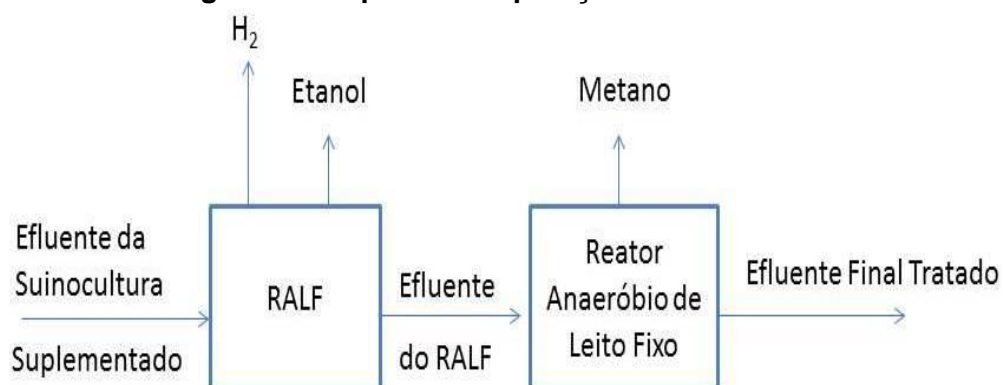 H₂
Etanol
Metano
Efluente da
Suinocultura
Suplementado
RALF
Efluente
do RALF
Reator
Anaeróbio de
Leito Fixo
Efluente Final Tratado